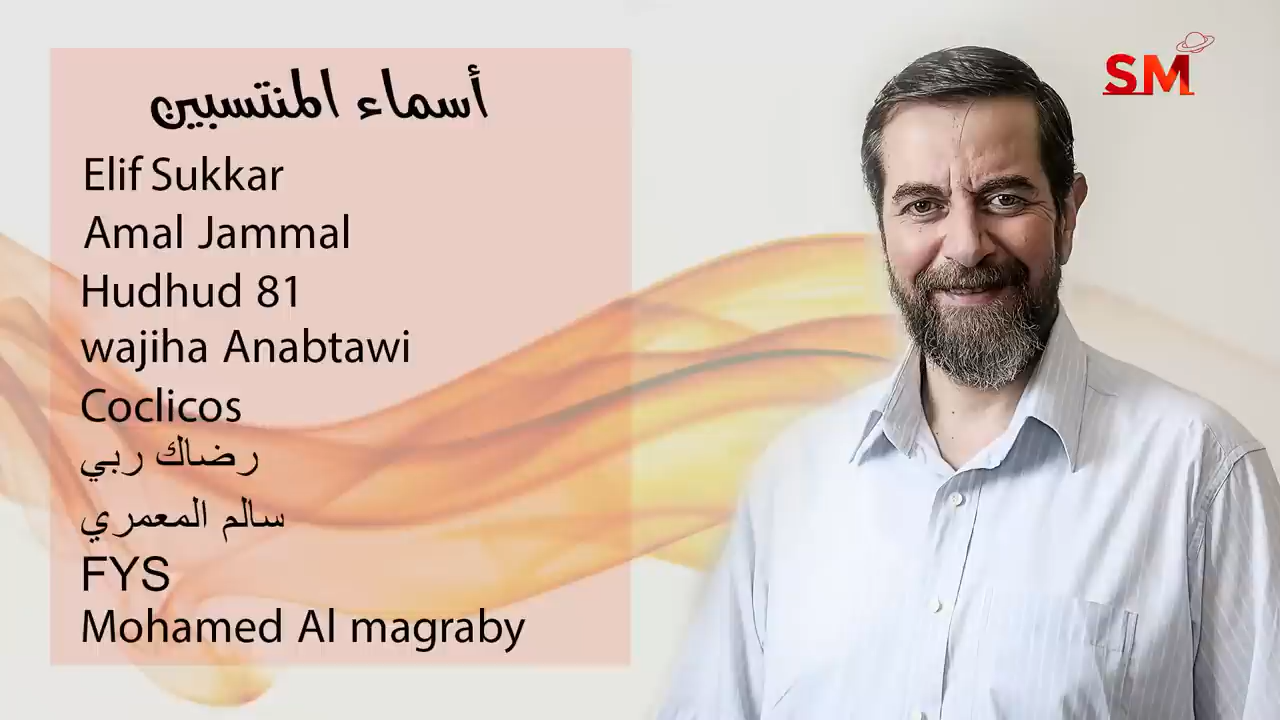 SM
أسماء المنتسبين
Elif Sukkar
Amal Jammal
Hudhud 81
wajiha Anabtawi
Coclicos
رضاك ربي
سالم المعمري
FYS
Mohamed Al magraby